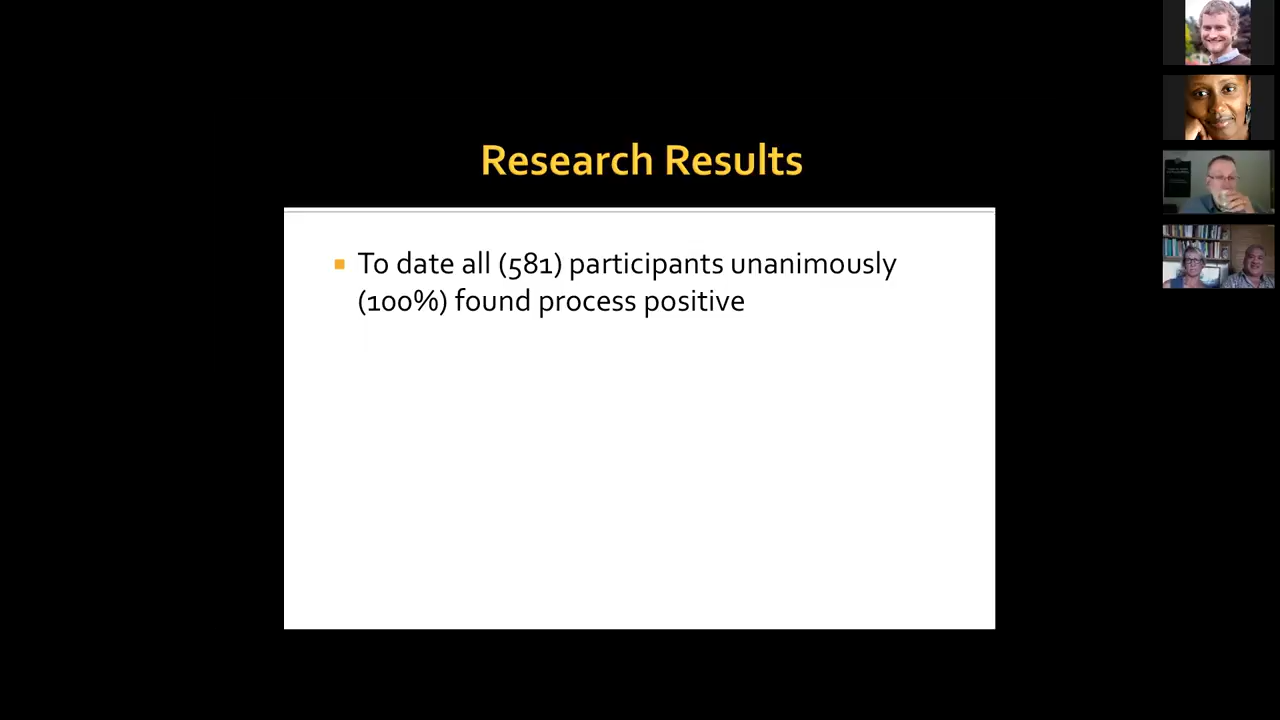 Research Results
To date all (581) participants unanimously
(100%) found process positive